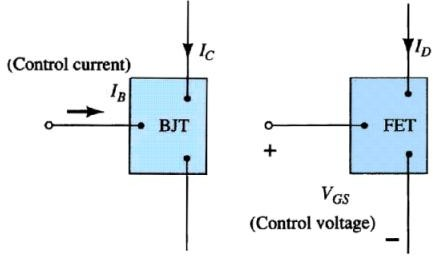 (Control current)
I_B
I_C
BJT
I_D
FET
+
V_GS
(Control voltage)
−